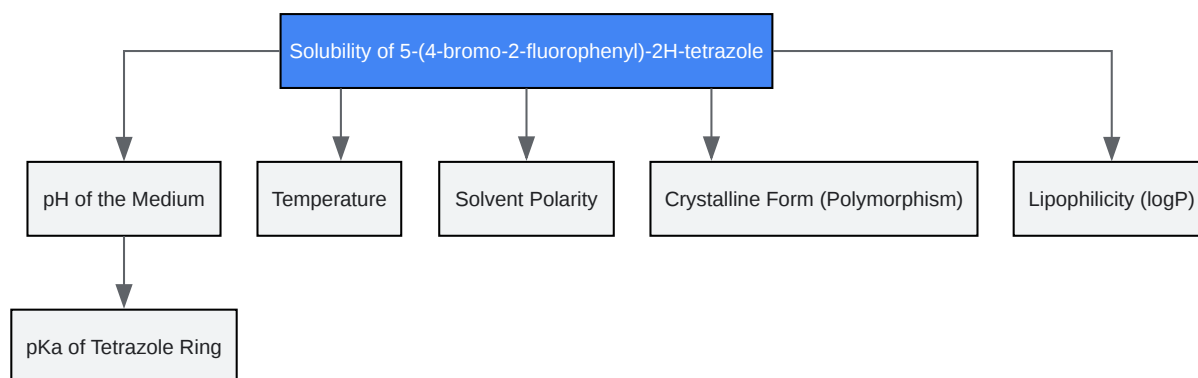 Solubility of 5-(4-bromo-2-fluorophenyl)-2H-tetrazole
pH of the Medium
Temperature
Solvent Polarity
Crystalline Form (Polymorphism)
Lipophilicity (logP)
pKa of Tetrazole Ring